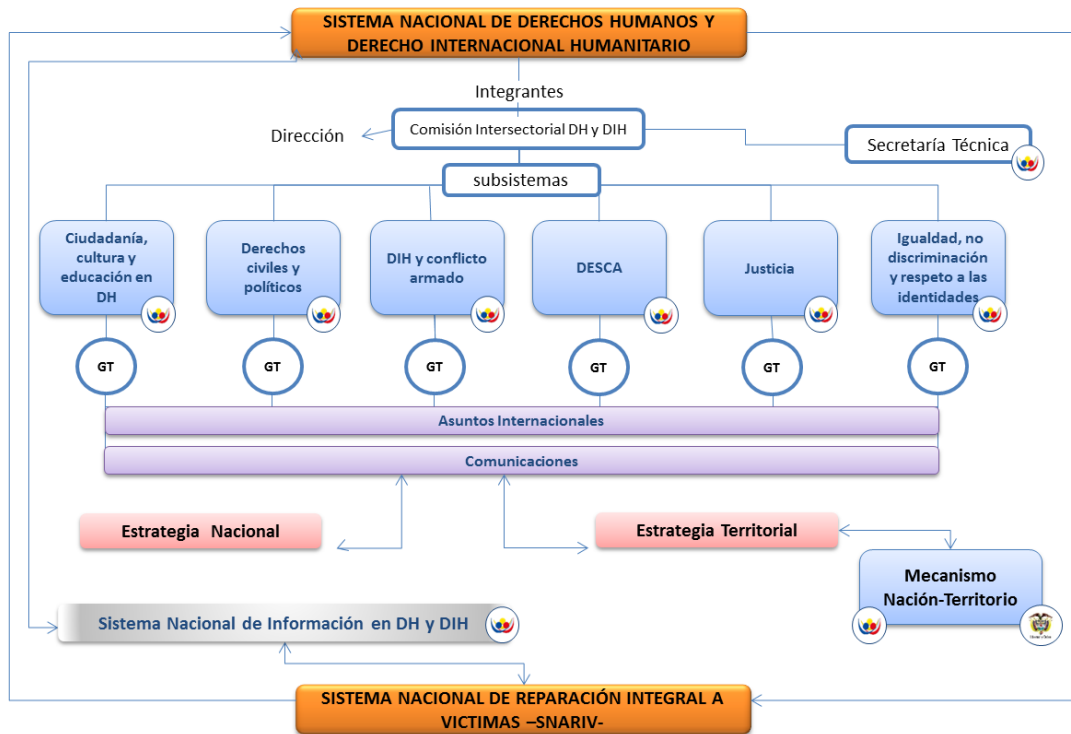 SISTEMA NACIONAL DE DERECHOS HUMANOS Y
DERECHO INTERNACIONAL HUMANITARIO
Integrantes
Dirección
Comisión Intersectorial DH y DIH
Secretaría Técnica
subsistemas
Ciudadanía,
cultura y
educación en
DH
Derechos
civiles y
políticos
DIH y conflicto
armado
DESCA
Justicia
Igualdad, no
discriminación
y respeto a las
identidades
GT
GT
GT
GT
GT
GT
Asuntos Internacionales
Comunicaciones
Estrategia Nacional
Estrategia Territorial
Mecanismo
Nación-Territorio
Sistema Nacional de Información en DH y DIH
SISTEMA NACIONAL DE REPARACIÓN INTEGRAL A
VICTIMAS –SNARIV-